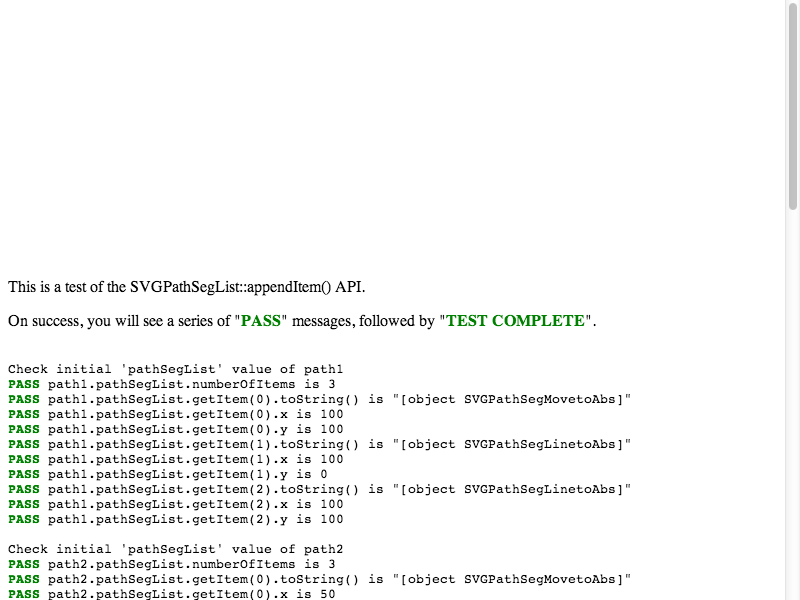 This is a test of the SVGPathSegList::appendItem() API.
On success, you will see a series of "PASS" messages, followed by "TEST COMPLETE".
Check initial 'pathSegList' value of path1
PASS path1.pathSegList.numberOfItems is 3
PASS path1.pathSegList.getItem(0).toString() is "[object SVGPathSegMovetoAbs]"
PASS path1.pathSegList.getItem(0).x is 100
PASS path1.pathSegList.getItem(0).y is 100
PASS path1.pathSegList.getItem(1).toString() is "[object SVGPathSegLinetoAbs]"
PASS path1.pathSegList.getItem(1).x is 100
PASS path1.pathSegList.getItem(1).y is 0
PASS path1.pathSegList.getItem(2).toString() is "[object SVGPathSegLinetoAbs]"
PASS path1.pathSegList.getItem(2).x is 100
PASS path1.pathSegList.getItem(2).y is 100
Check initial 'pathSegList' value of path2
PASS path2.pathSegList.numberOfItems is 3
PASS path2.pathSegList.getItem(0).toString() is "[object SVGPathSegMovetoAbs]"
PASS path2.pathSegList.getItem(0).x is 50